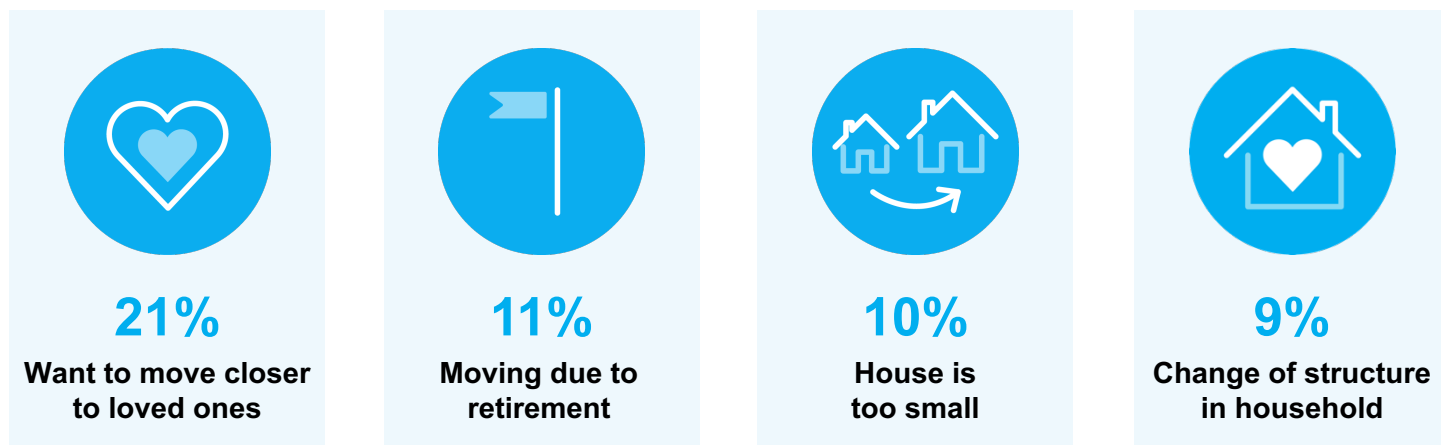 21%
Want to move closer
to loved ones
11%
Moving due to
retirement
10%
House is
too small
9%
Change of structure
in household